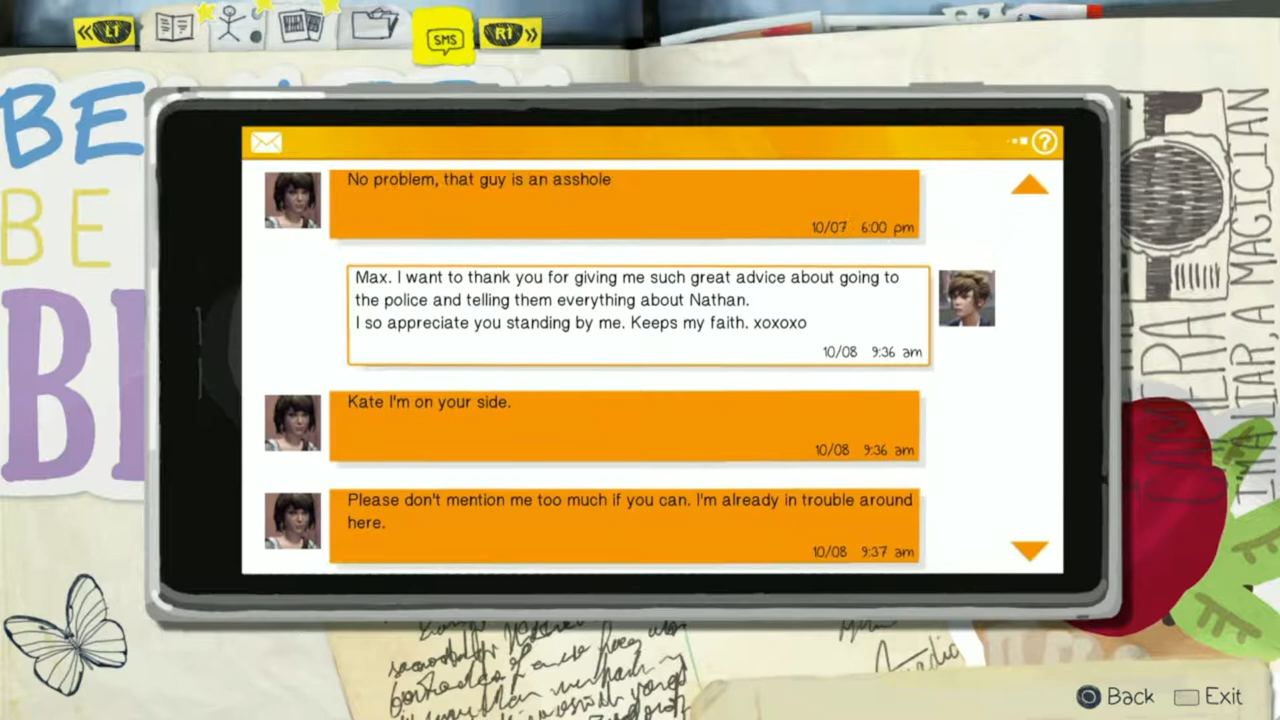 L1
SMS
R1
BE
BE
No problem, that guy is an asshole
10/07 6:00 pm
Max. I want to thank you for giving me such great advice about going to
the police and telling them everything about Nathan.
I so appreciate you standing by me. Keeps my faith. xoxoxo
10/08 9:36 am
Kate I'm on your side.
10/08 9:36 am
Please don't mention me too much if you can. I'm already in trouble around
here.
10/08 9:37 am
?
LIAR, A MAGICIAN
Back
Exit